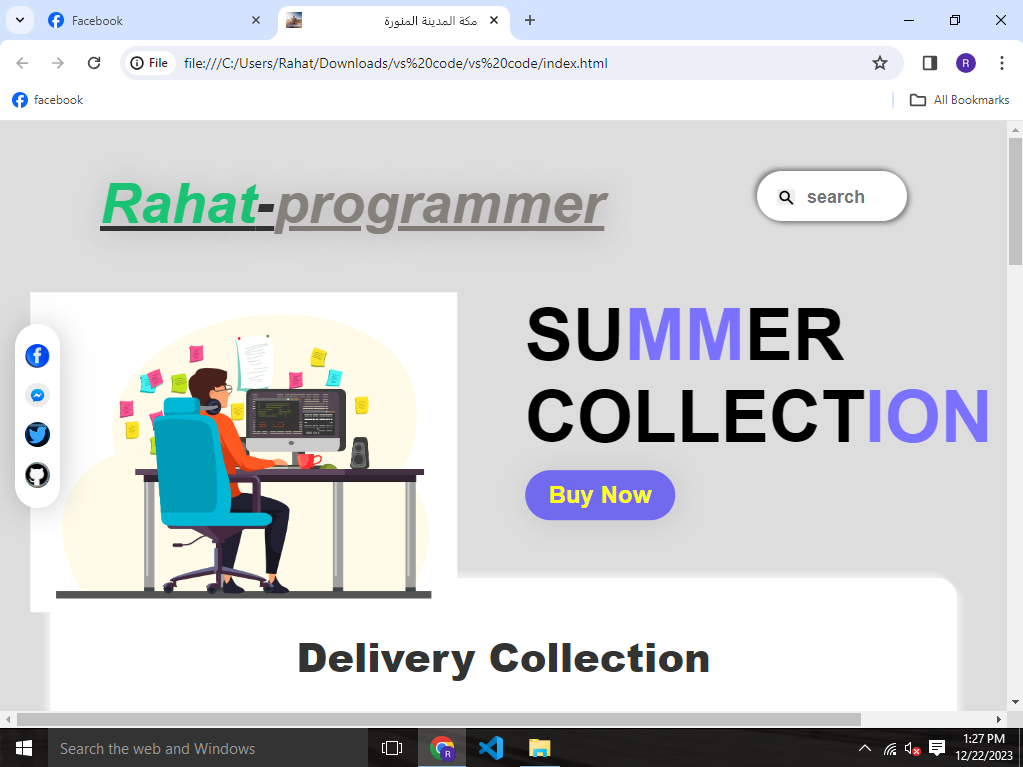 Facebook
مكة المدينة المنورة
File
file:///C:/Users/Rahat/Downloads/vs%20code/vs%20code/index.html
R
facebook
All Bookmarks
Rahat-programmer
search
SUMMER
COLLECTION
Buy Now
Delivery Collection
Search the web and Windows
R
1:27 PM
12/22/2023